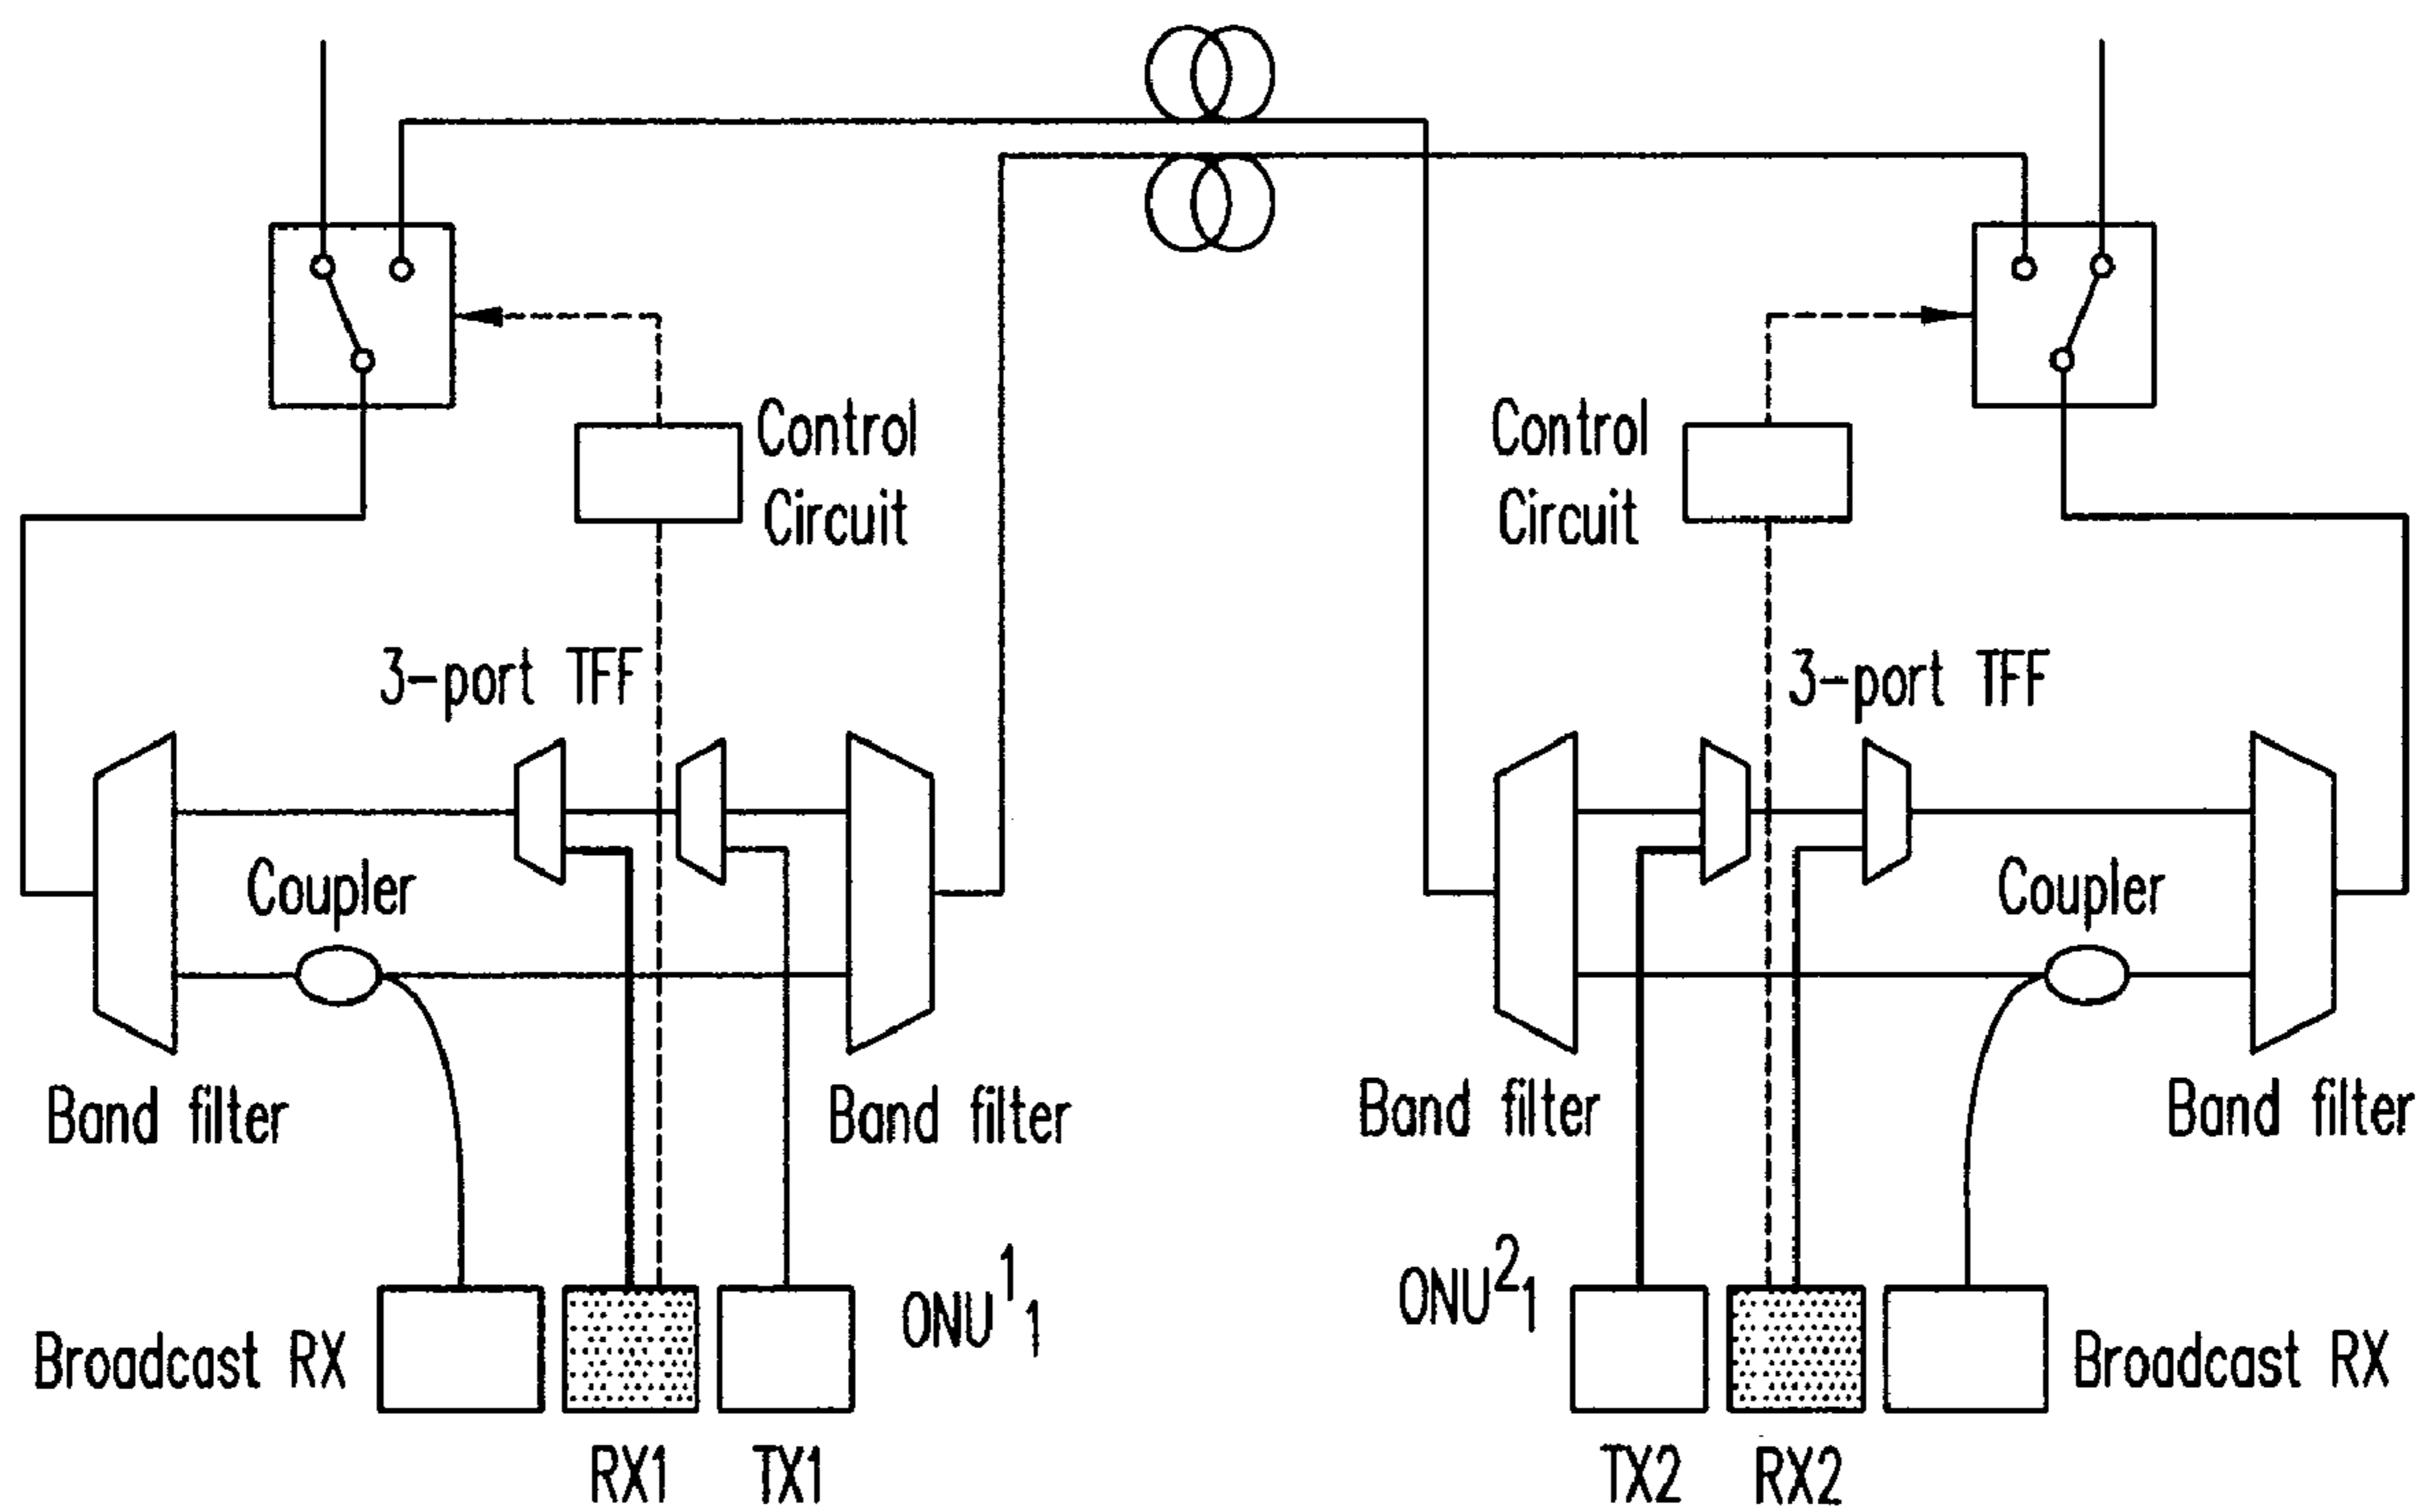 Control
Circuit
Control
Circuit
3-port TFF
3-port TFF
Coupler
Coupler
Band filter
Band filter
Band filter
Band filter
ONU¹₁
ONU²₁
Broadcast RX
Broadcast RX
RX1
TX1
TX2
RX2